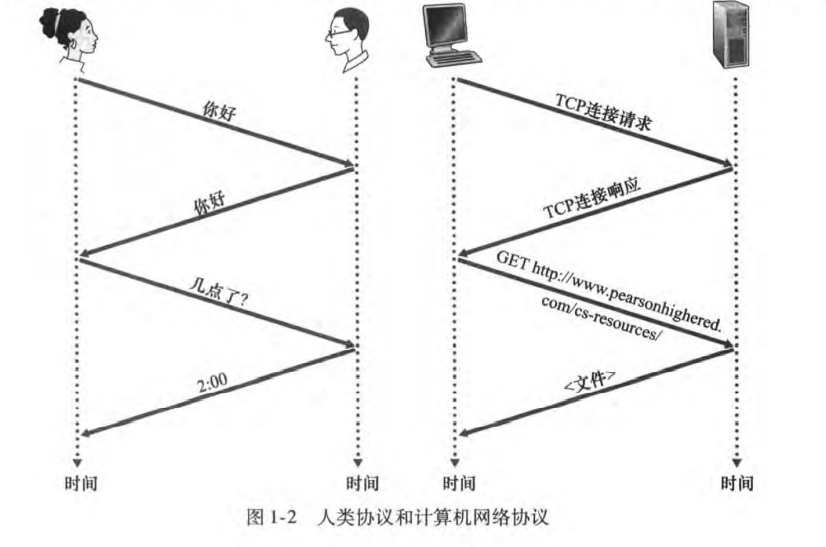 你好
你好
几点了?
2:00
时间
时间
TCP连接请求
TCP连接响应
GET http://www.pearsonhighered.
com/cs-resources/
<文件>
时间
时间
图 1-2 人类协议和计算机网络协议